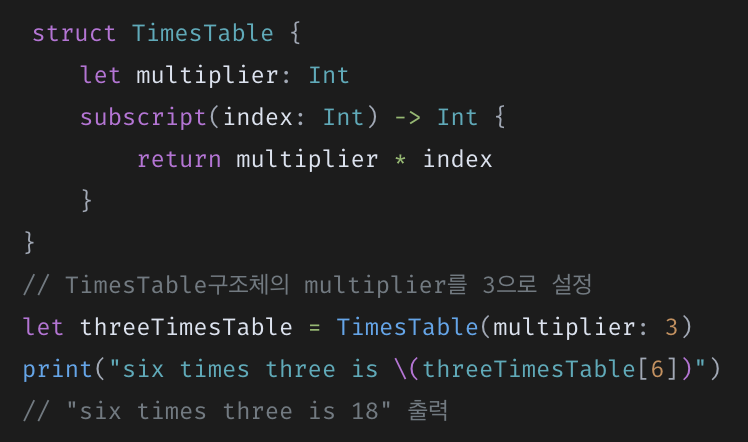 struct TimesTable {
    let multiplier: Int
    subscript(index: Int) -> Int {
        return multiplier * index
    }
}
// TimesTable구조체의 multiplier를 3으로 설정
let threeTimesTable = TimesTable(multiplier: 3)
print("six times three is \(threeTimesTable[6])")
// "six times three is 18" 출력